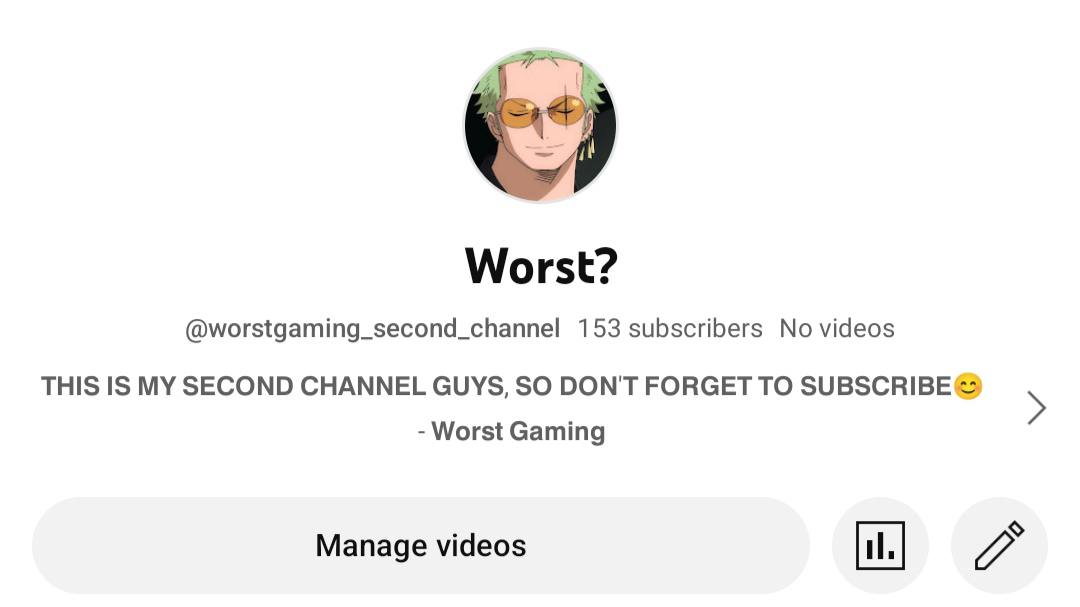 Worst?
@worstgaming_second_channel 153 subscribers No videos
THIS IS MY SECOND CHANNEL GUYS, SO DON'T FORGET TO SUBSCRIBE😊
- Worst Gaming
Manage videos